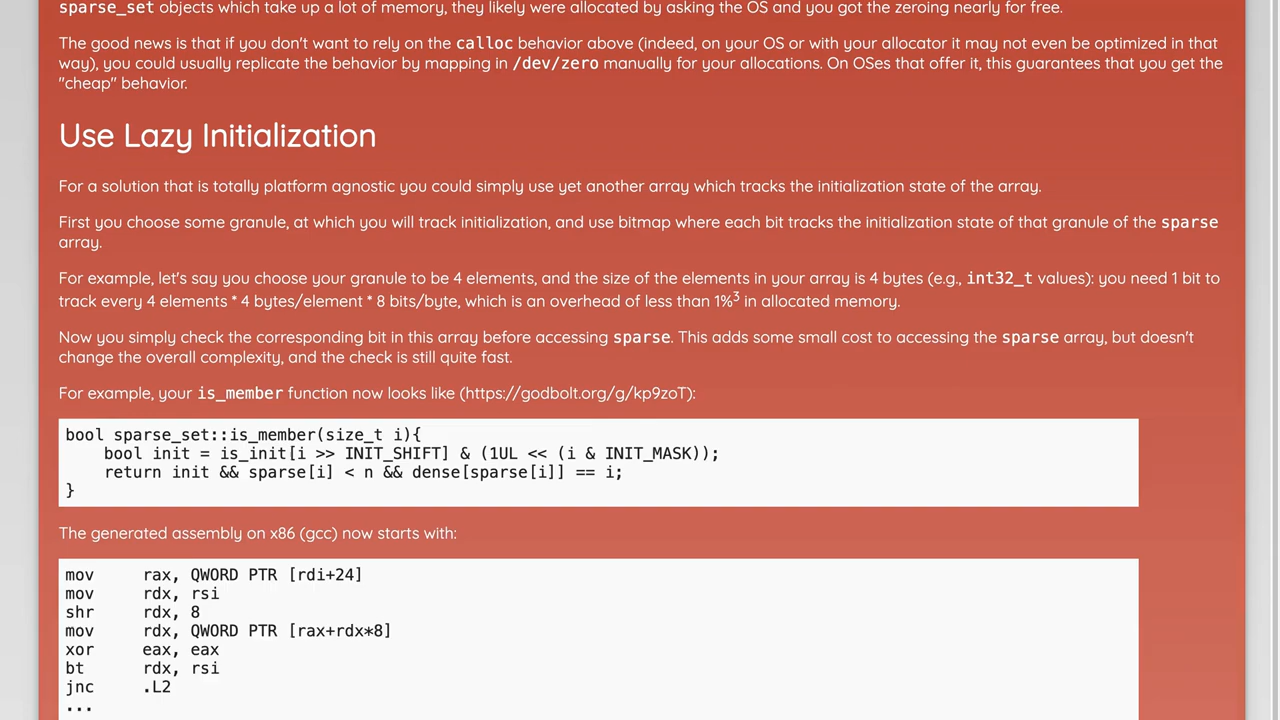 sparse_set objects which take up a lot of memory, they likely were allocated by asking the OS and you got the zeroing nearly for free.
The good news is that if you don't want to rely on the calloc behavior above (indeed, on your OS or with your allocator it may not even be optimized in that
way), you could usually replicate the behavior by mapping in /dev/zero manually for your allocations. On OSes that offer it, this guarantees that you get the
"cheap" behavior.
Use Lazy Initialization
For a solution that is totally platform agnostic you could simply use yet another array which tracks the initialization state of the array.
First you choose some granule, at which you will track initialization, and use bitmap where each bit tracks the initialization state of that granule of the sparse
array.
For example, let's say you choose your granule to be 4 elements, and the size of the elements in your array is 4 bytes (e.g., int32_t values): you need 1 bit to
track every 4 elements * 4 bytes/element * 8 bits/byte, which is an overhead of less than 1%³ in allocated memory.
Now you simply check the corresponding bit in this array before accessing sparse. This adds some small cost to accessing the sparse array, but doesn't
change the overall complexity, and the check is still quite fast.
For example, your is_member function now looks like (https://godbolt.org/g/kp9zoT):
bool sparse_set::is_member(size_t i){
    bool init = is_init[i >> INIT_SHIFT] & (1UL << (i & INIT_MASK));
    return init && sparse[i] < n && dense[sparse[i]] == i;
}
The generated assembly on x86 (gcc) now starts with:
mov     rax, QWORD PTR [rdi+24]
mov     rdx, rsi
shr     rdx, 8
mov     rdx, QWORD PTR [rax+rdx*8]
xor     eax, eax
bt      rdx, rsi
jnc     .L2
...